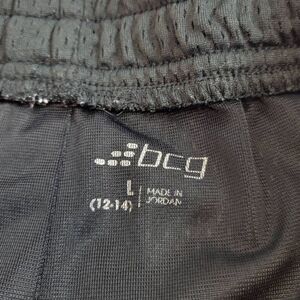 bcg
L
(12-14)
MADE IN
JORDAN